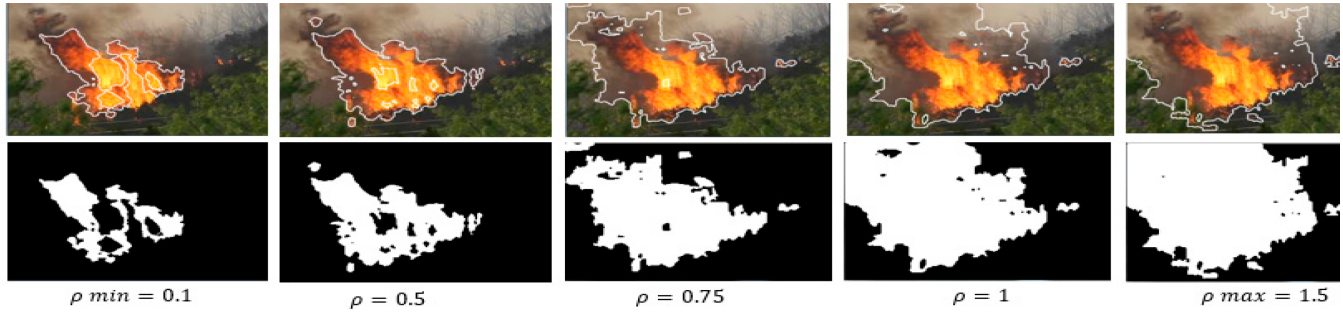 ρ min = 0.1
ρ = 0.5
ρ = 0.75
ρ = 1
ρ max = 1.5